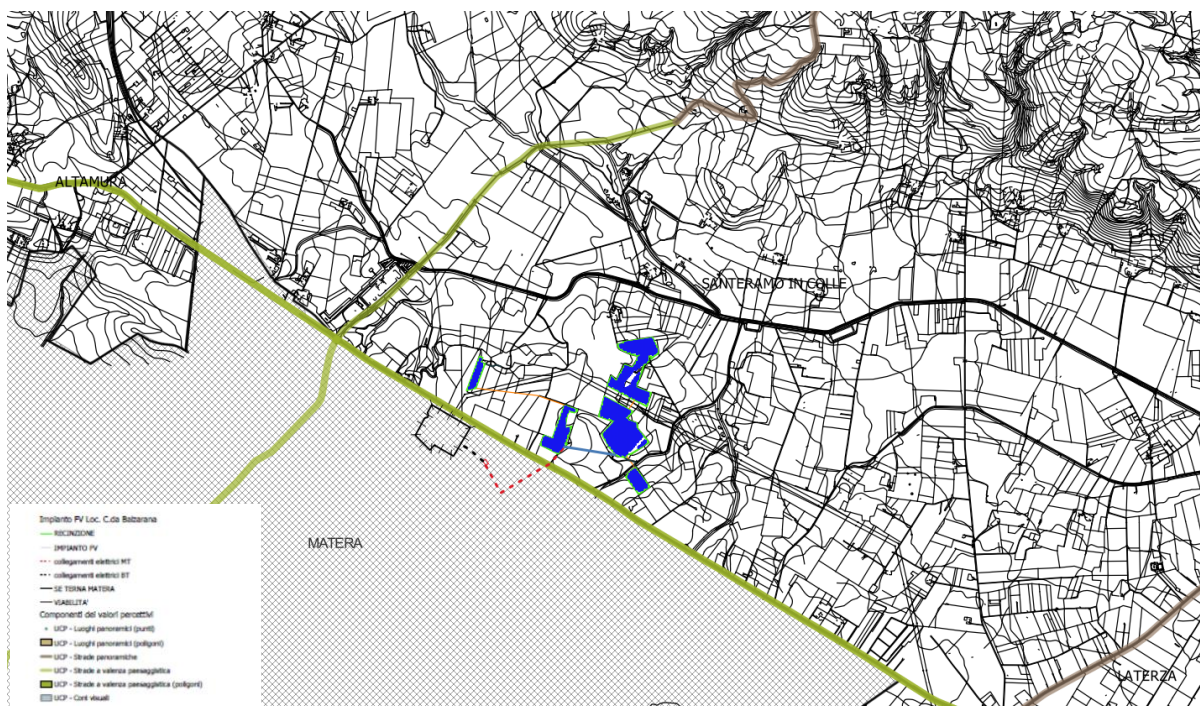 ALTAMURA
SANTERAMO IN COLLE
MATERA
LATERZA
Impianto FV Loc. C.da Balzarana
RECINZIONE
IMPIANTO FV
collegamenti elettrici MT
collegamenti elettrici BT
SE TERNA MATERA
VIABILITA'
Componenti dei valori percettivi
UCP - Luoghi panoramici (punti)
UCP - Luoghi panoramici (poligoni)
UCP - Strade panoramiche
UCP - Strade a valenza paesaggistica
UCP - Strade a valenza paesaggistica (poligoni)
UCP - Coni visuali